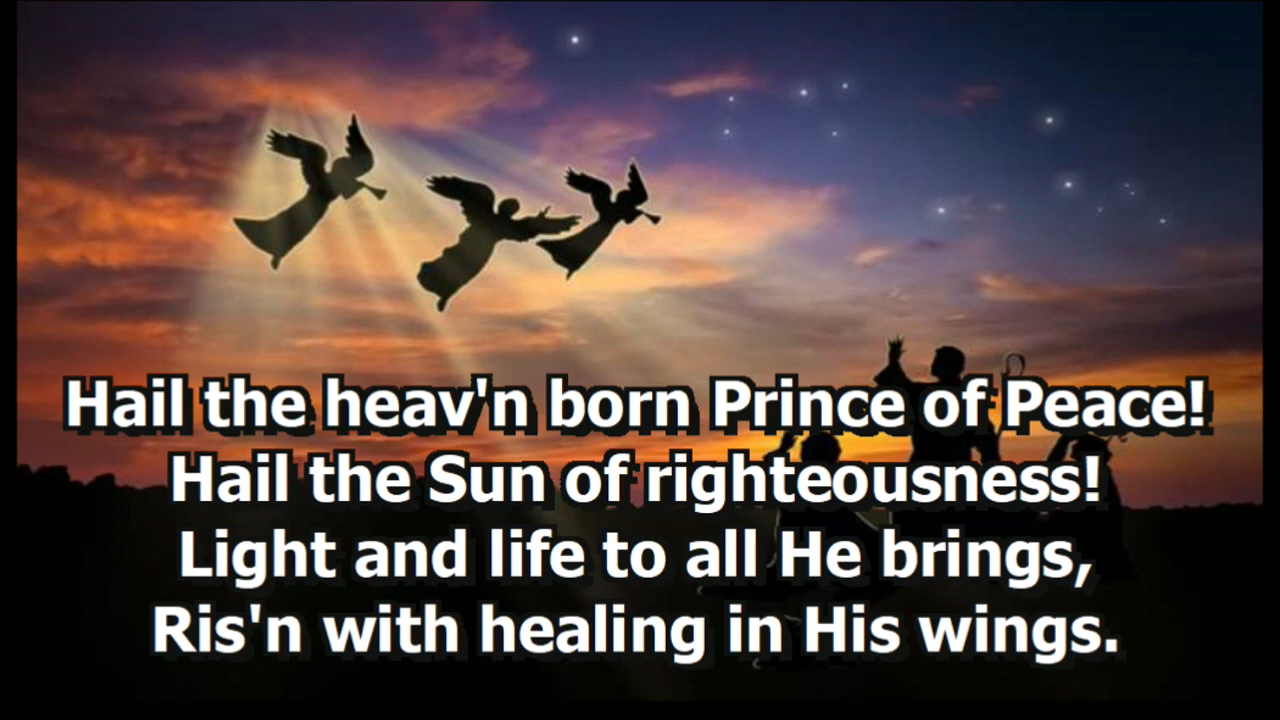 Hail the heav'n born Prince of Peace!
Hail the Sun of righteousness!
Light and life to all He brings,
Ris'n with healing in His wings.